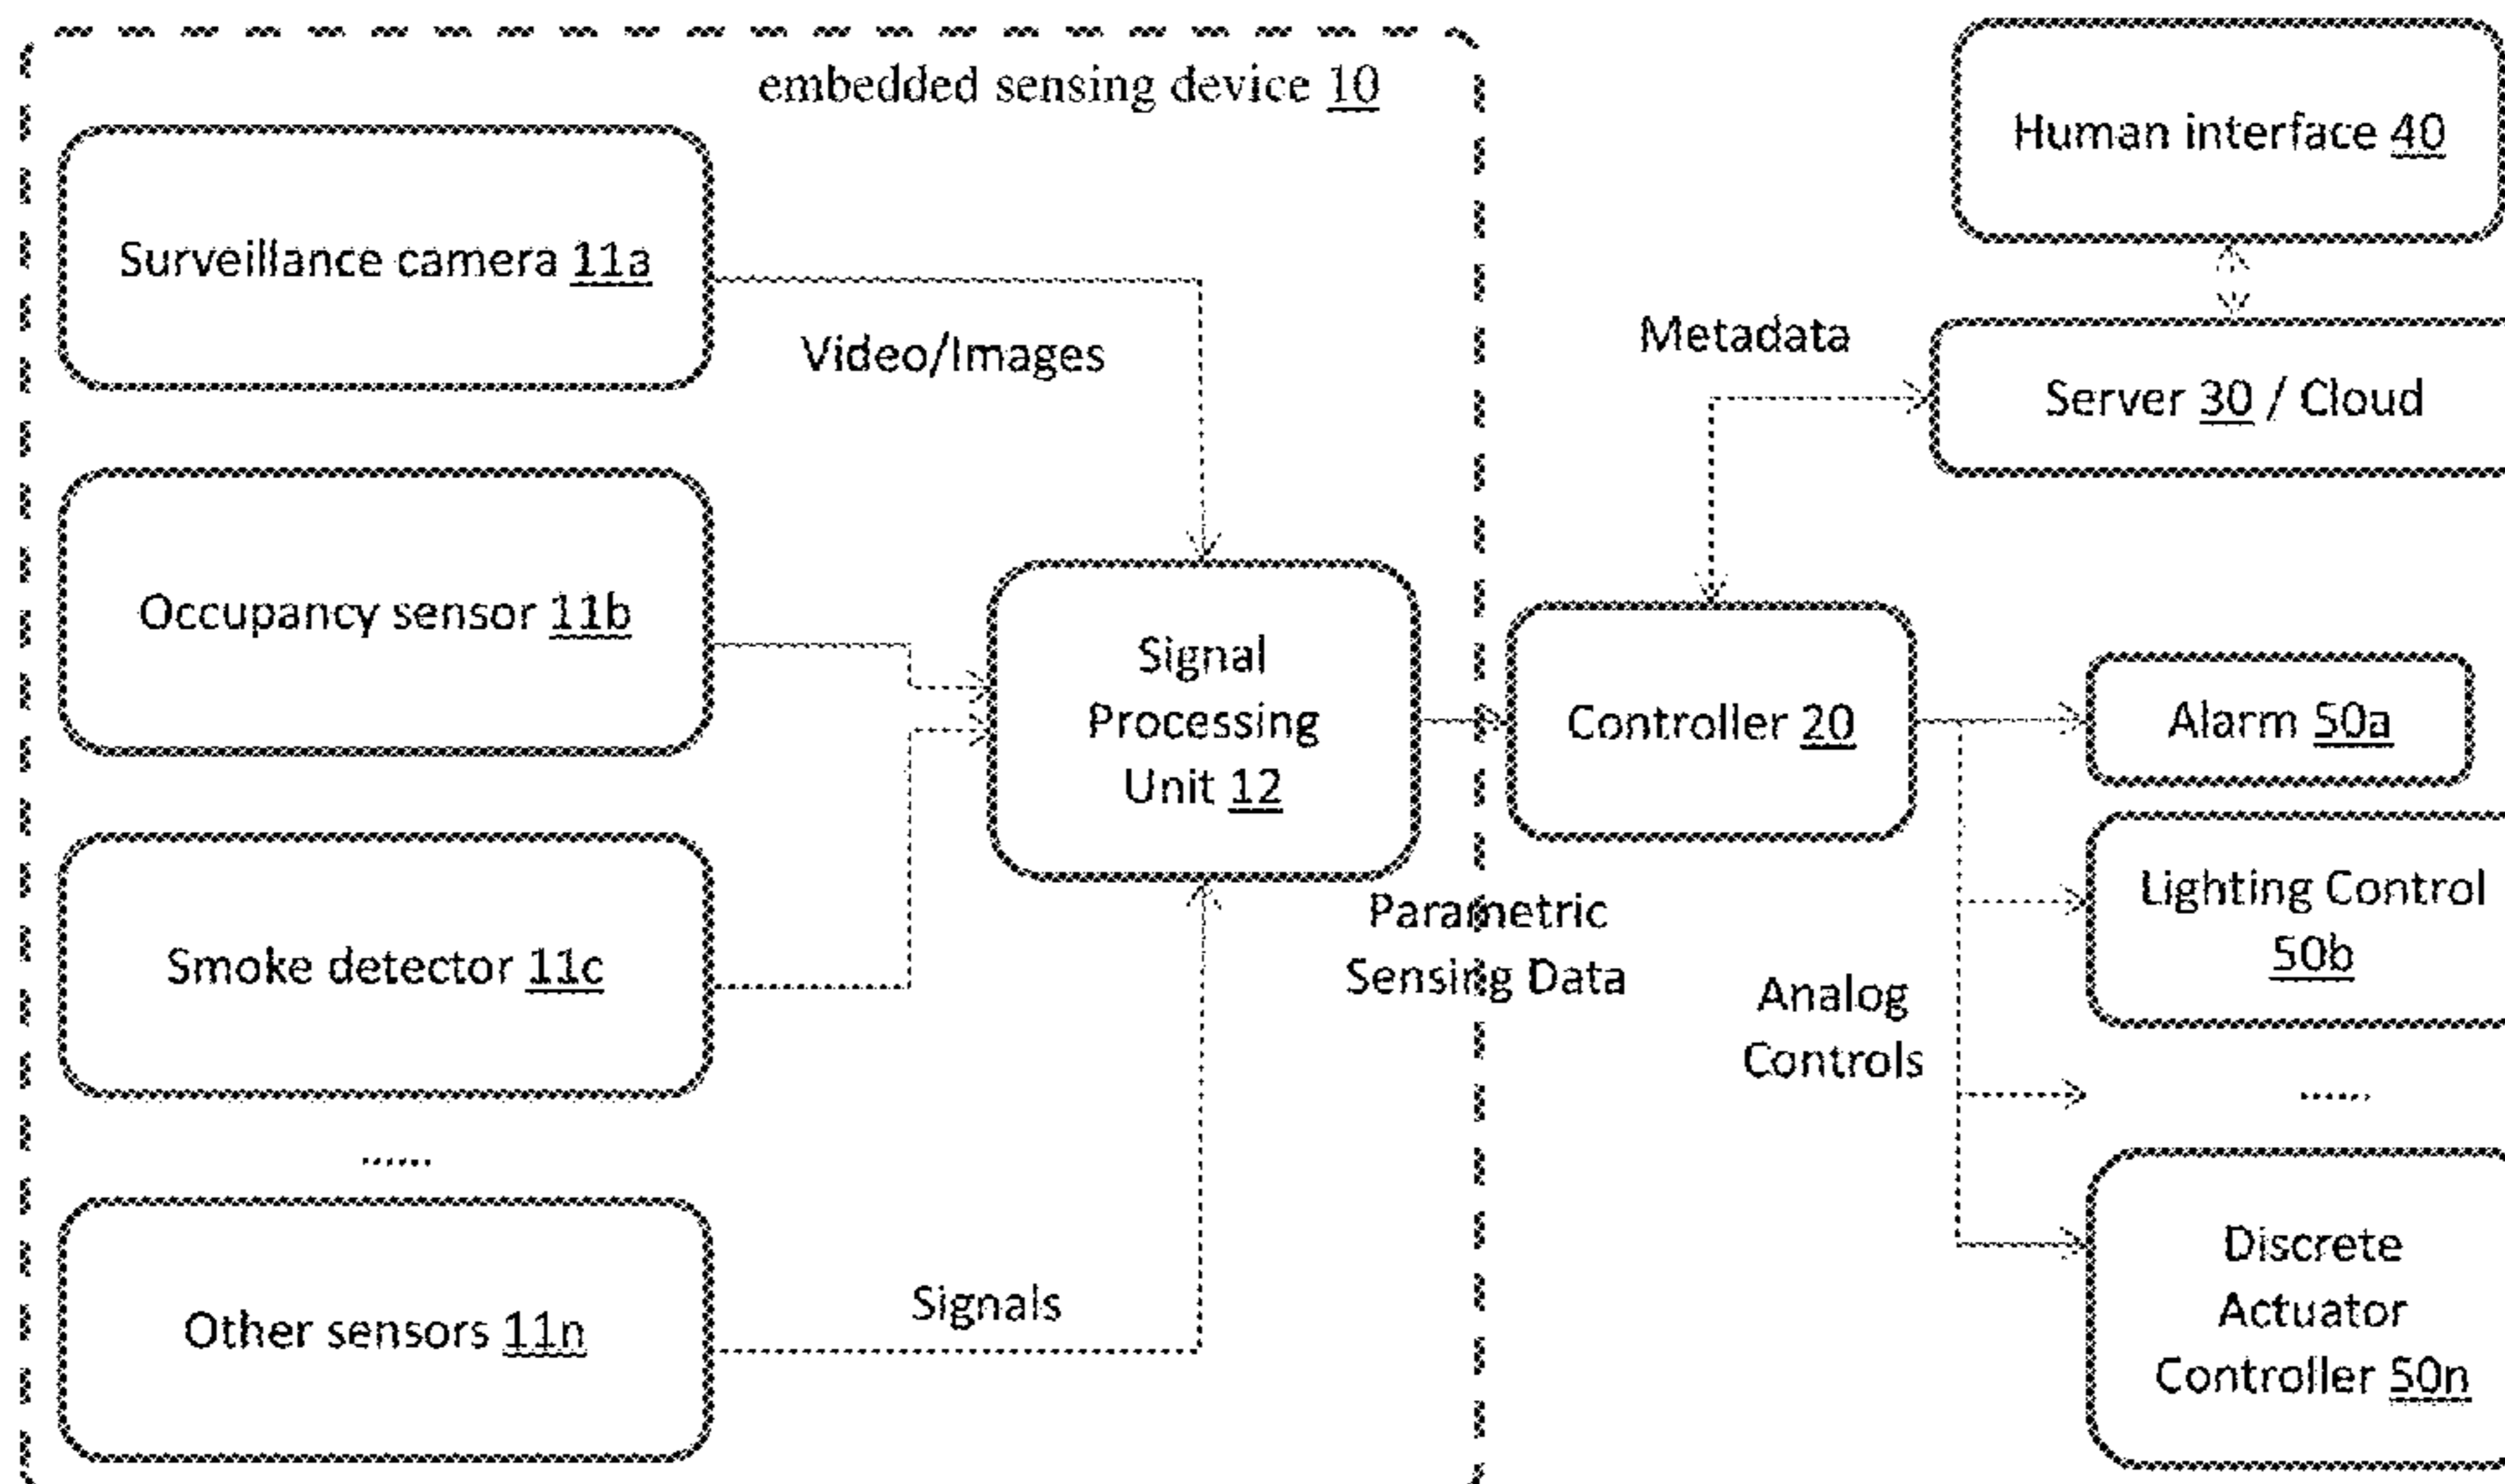 embedded sensing device 10
Surveillance camera 11a
Video/Images
Occupancy sensor 11b
Smoke detector 11c
......
Other sensors 11n
Signals
Signal
Processing
Unit 12
Parametric
Sensing Data
Human interface 40
Metadata
Server 30 / Cloud
Controller 20
Analog
Controls
Alarm 50a
Lighting Control
50b
.....
Discrete
Actuator
Controller 50n